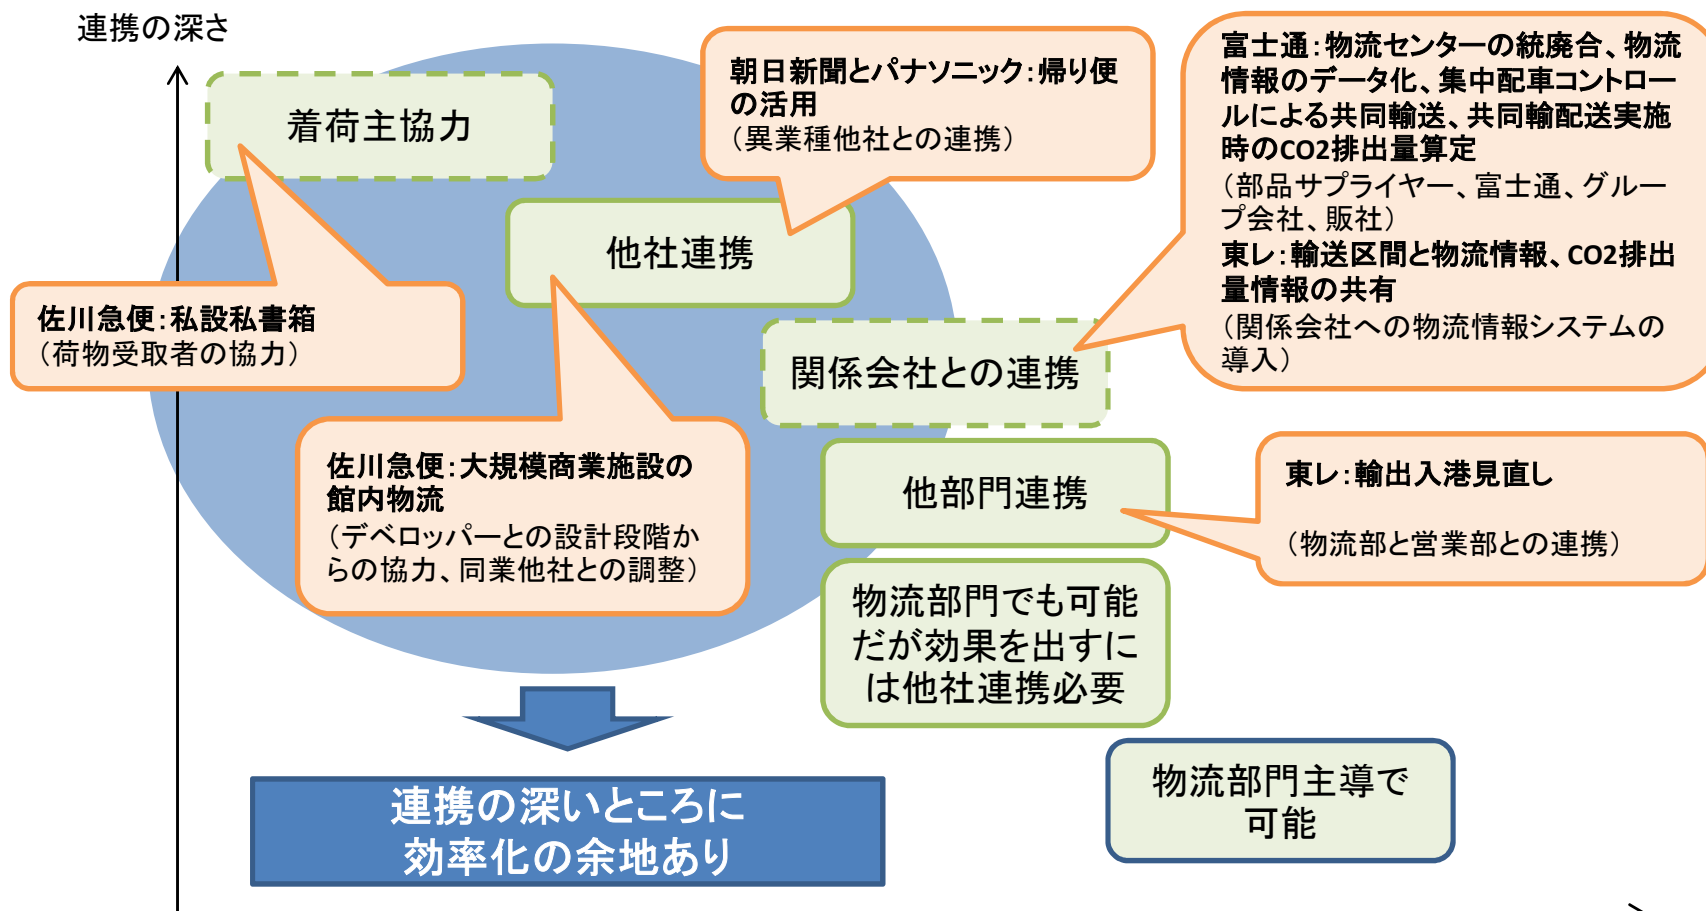 連携の深さ
着荷主協力
朝日新聞とパナソニック：帰り便
の活用
（異業種他社との連携）
富士通：物流センターの統廃合、物流
情報のデータ化、集中配車コントロー
ルによる共同輸送、共同輸配送実施
時のCO2排出量算定
（部品サプライヤー、富士通、グルー
プ会社、販社）
東レ：輸送区間と物流情報、CO2排出
量情報の共有
（関係会社への物流情報システムの
導入）
他社連携
佐川急便：私設私書箱
（荷物受取者の協力）
関係会社との連携
佐川急便：大規模商業施設の
館内物流
（デベロッパーとの設計段階か
らの協力、同業他社との調整）
他部門連携
東レ：輸出入港見直し
（物流部と営業部との連携）
物流部門でも可能
だが効果を出すに
は他社連携必要
物流部門主導で
可能
連携の深いところに
効率化の余地あり